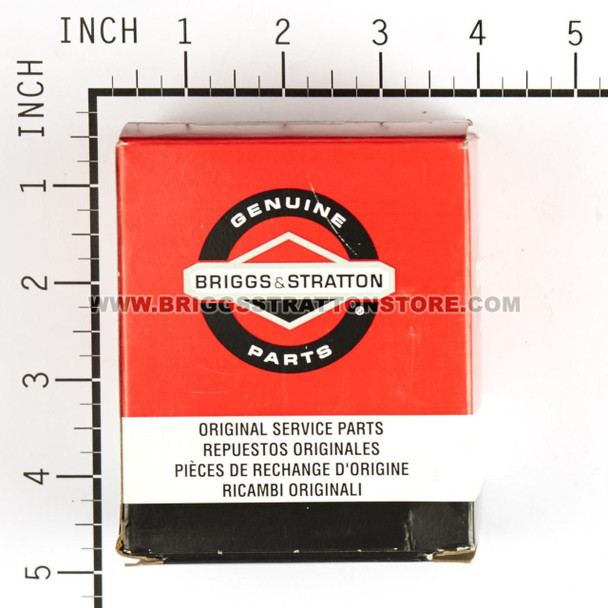 INCH 1 2 3 4 5
INCH
1
2
3
4
5
GENUINE
BRIGGS & STRATTON
®
PARTS
WWW.BRIGGSSTRATTONSTORE.COM
ORIGINAL SERVICE PARTS
REPUESTOS ORIGINALES
PIÈCES DE RECHANGE D'ORIGINE
RICAMBI ORIGINALI